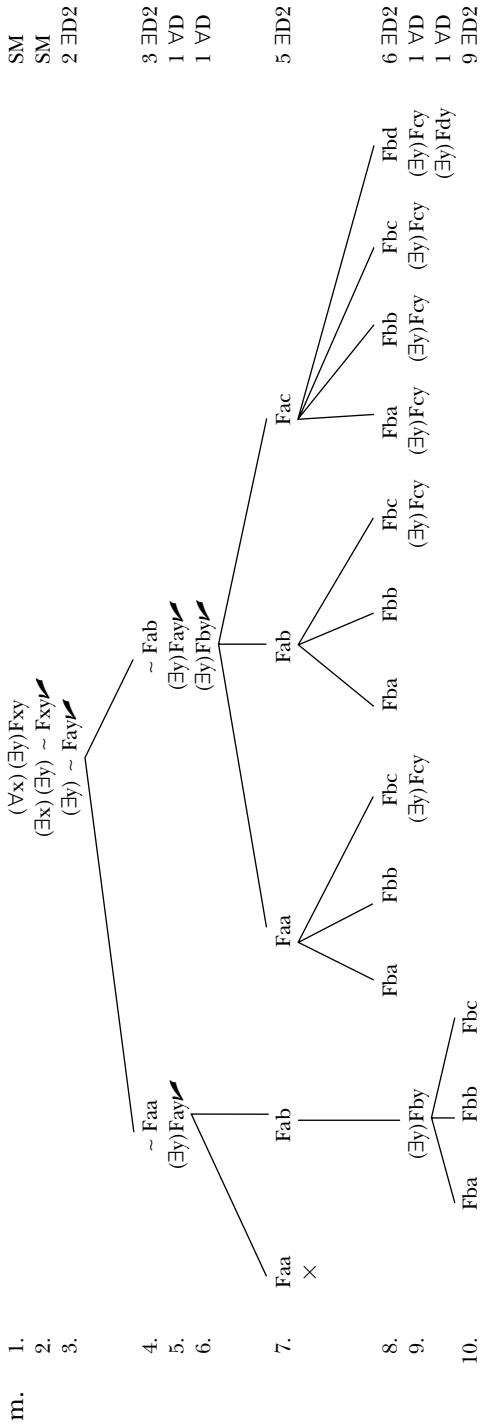 m. 1. (∀x)(∃y)Fxy SM
2. (∃x)(∃y) ~ Fxy✔ SM
3. (∃y) ~ Fay✔ 2 ∃D2
4. ~ Faa ~ Fab 3 ∃D2
5. (∃y)Fay✔ (∃y)Fay✔ 1 ∀D
6. (∃y)Fby✔ 1 ∀D
7. Faa Fab Faa Fab Fac 5 ∃D2
×
8. Fba Fbb Fbc Fba Fbb Fbc Fba Fbb Fbc Fbd 6 ∃D2
9. (∃y)Fby (∃y)Fcy (∃y)Fcy (∃y)Fcy (∃y)Fcy (∃y)Fcy (∃y)Fcy 1 ∀D
(∃y)Fdy 1 ∀D
10. Fba Fbb Fbc 9 ∃D2